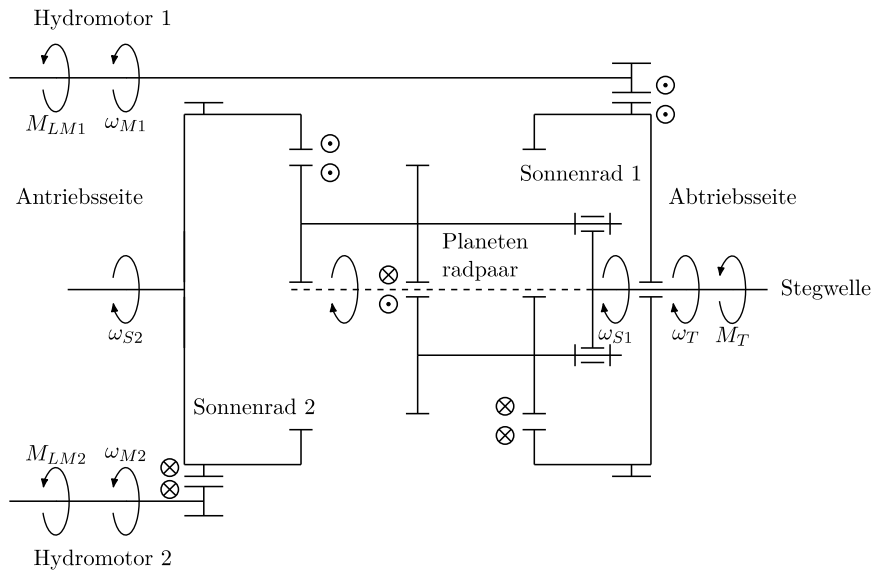 Hydromotor 1
M_{LM1} ω_{M1}
Sonnenrad 1
Antriebsseite
Abtriebsseite
Planeten
radpaar
Stegwelle
ω_{S2}
ω_{S1} ω_T M_T
Sonnenrad 2
M_{LM2} ω_{M2}
Hydromotor 2